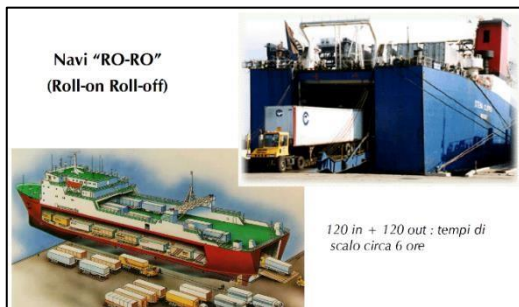 Navi “RO-RO”
(Roll-on Roll-off)
120 in + 120 out : tempi di
scalo circa 6 ore